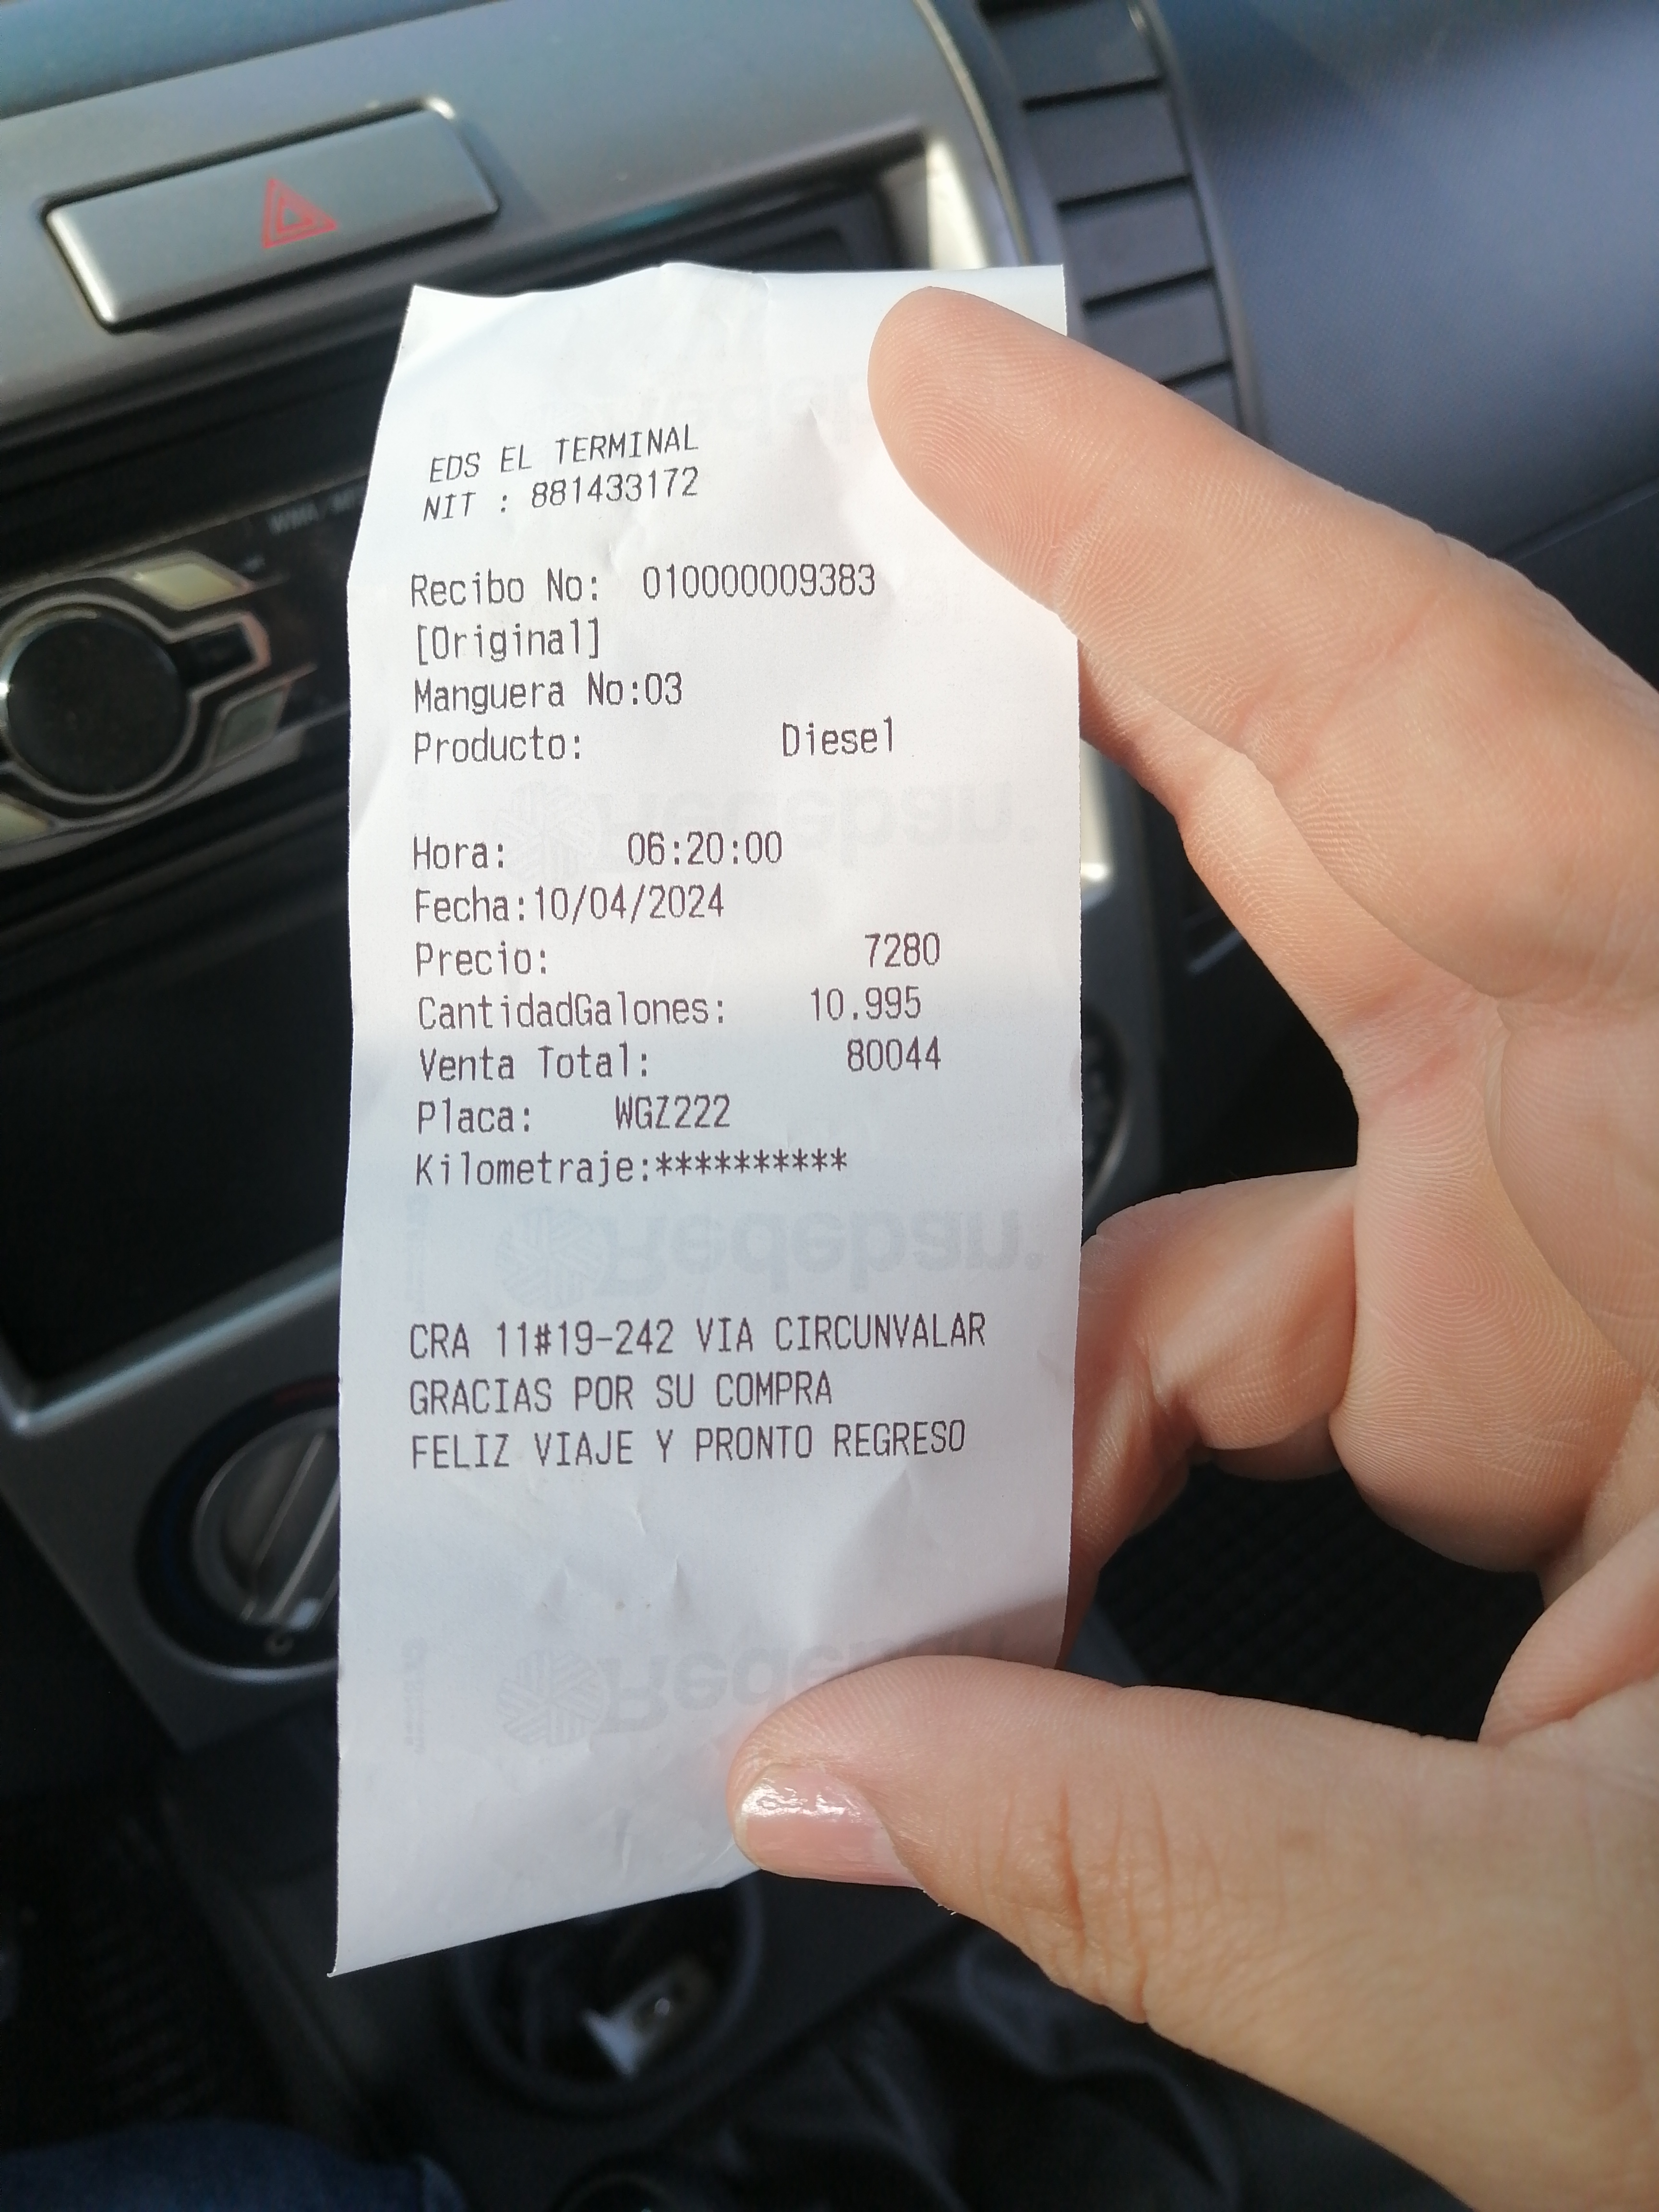 EDS EL TERMINAL
NIT : 881433172
Recibo No: 010000009383
[Original]
Manguera No:03
Producto: Diesel
Hora: 06:20:00
Fecha:10/04/2024
Precio: 7280
CantidadGalones: 10.995
Venta Total: 80044
Placa: WGZ222
Kilometraje:**********
Redeban
CRA 11#19-242 VIA CIRCUNVALAR
GRACIAS POR SU COMPRA
FELIZ VIAJE Y PRONTO REGRESO